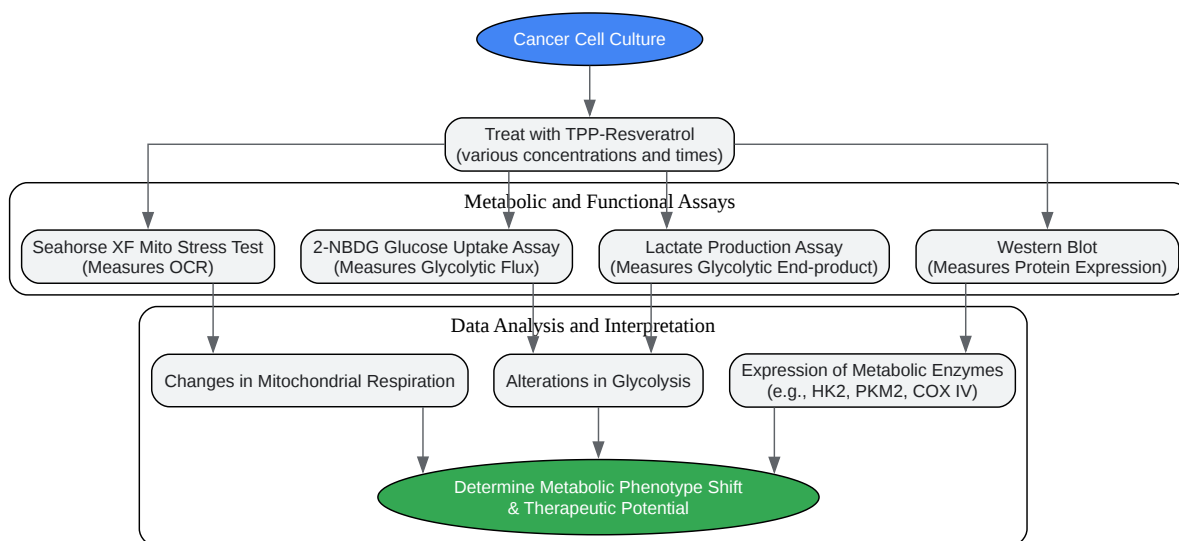 Cancer Cell Culture
Treat with TPP-Resveratrol
(various concentrations and times)
Metabolic and Functional Assays
Seahorse XF Mito Stress Test
(Measures OCR)
2-NBDG Glucose Uptake Assay
(Measures Glycolytic Flux)
Lactate Production Assay
(Measures Glycolytic End-product)
Western Blot
(Measures Protein Expression)
Data Analysis and Interpretation
Changes in Mitochondrial Respiration
Alterations in Glycolysis
Expression of Metabolic Enzymes
(e.g., HK2, PKM2, COX IV)
Determine Metabolic Phenotype Shift
& Therapeutic Potential